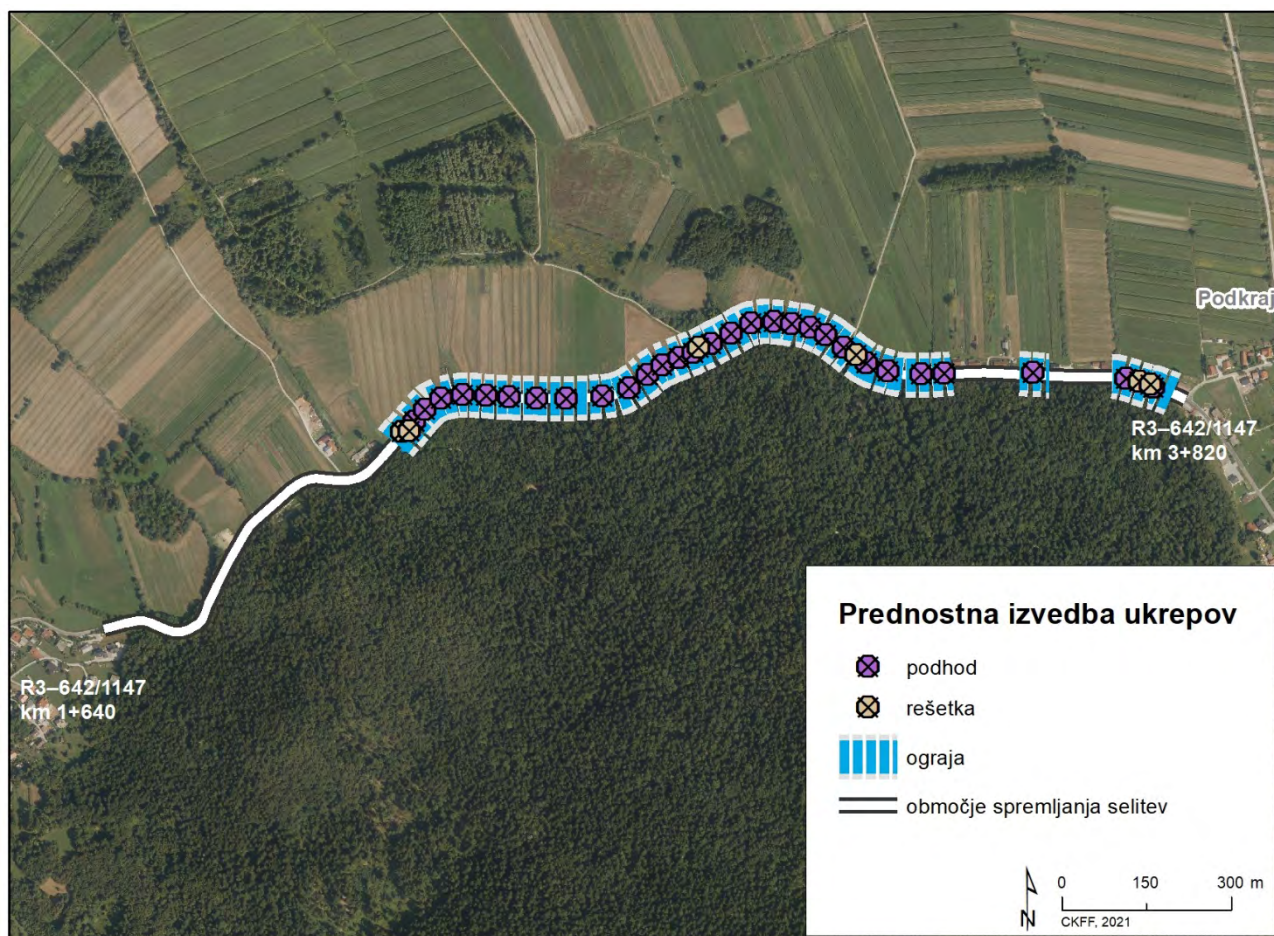 Podkraj
R3–642/1147
km 3+820
R3–642/1147
km 1+640
Prednostna izvedba ukrepov
podhod
rešetka
ograja
območje spremljanja selitev
N
0 150 300 m
CKFF, 2021